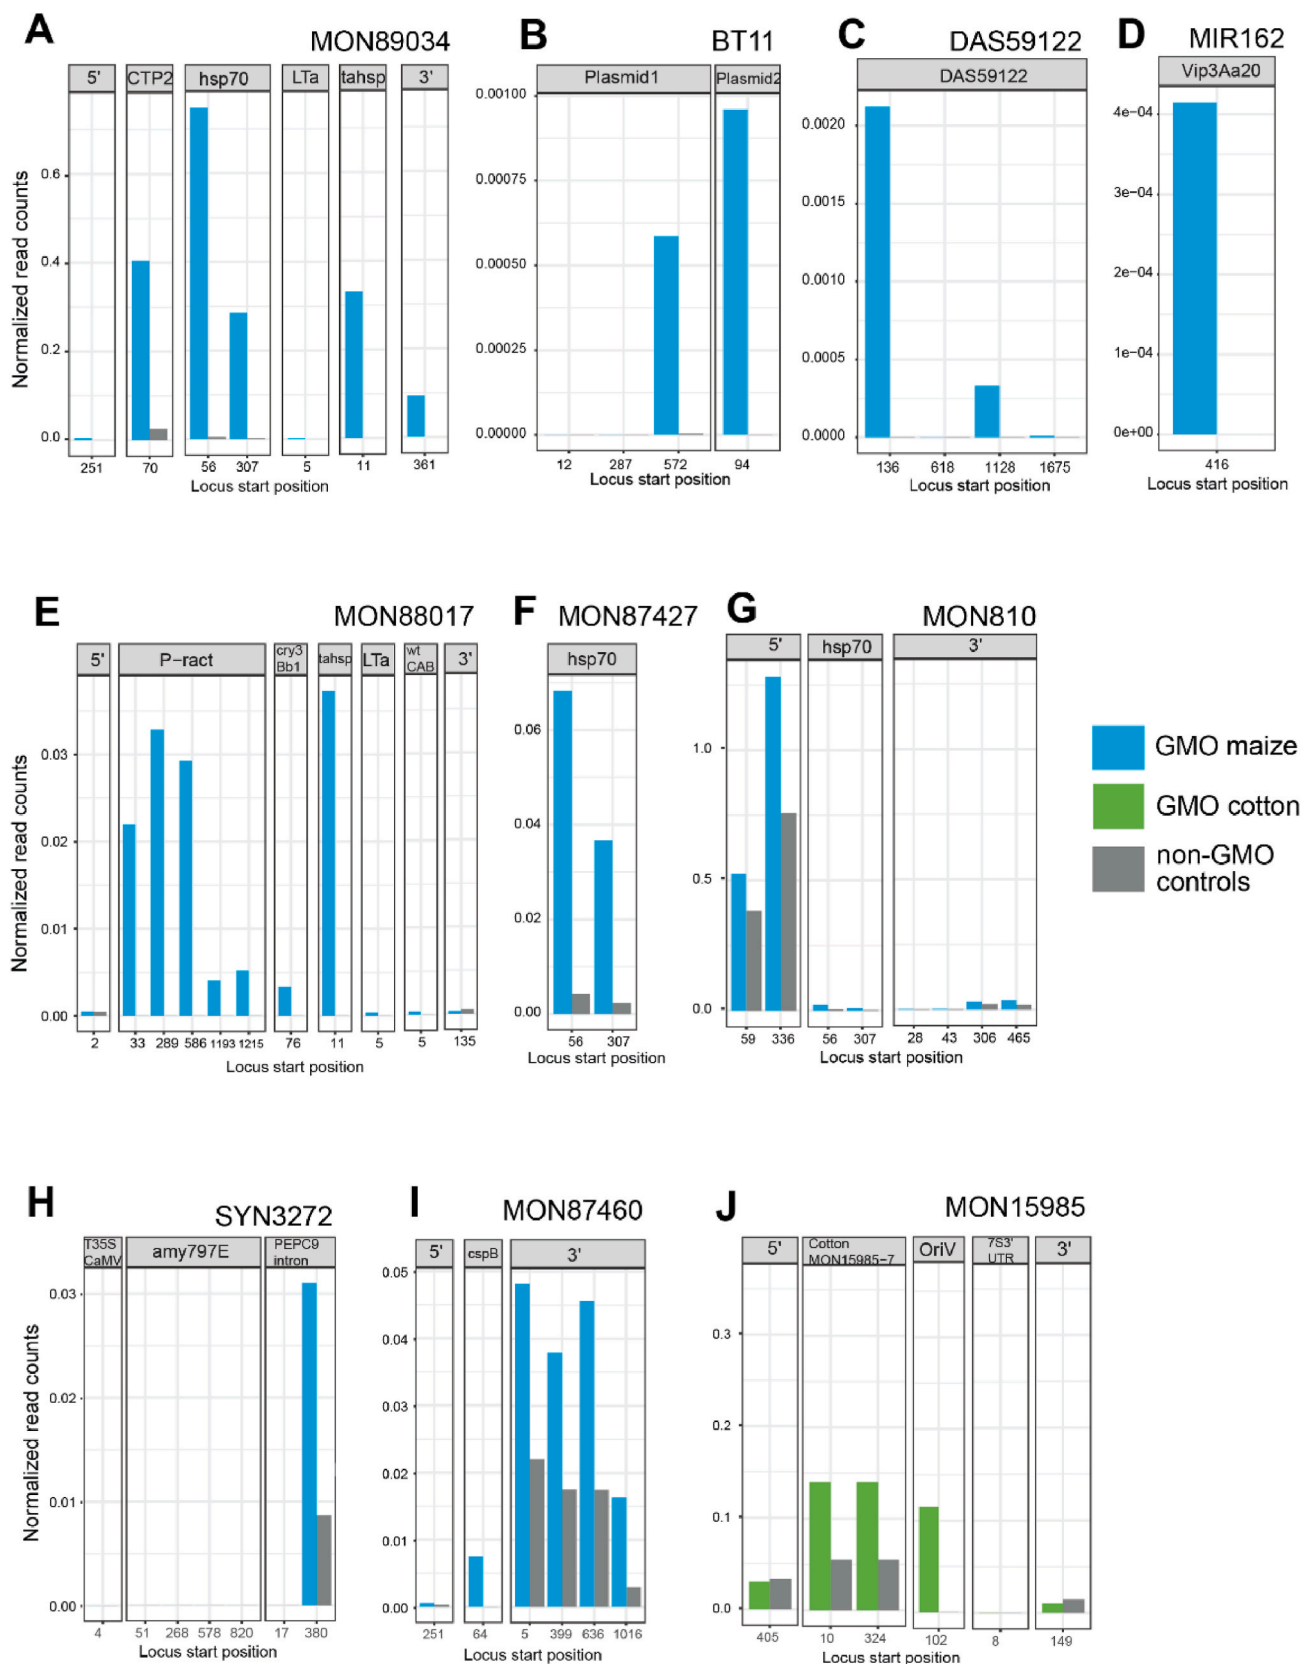 A
MON89034
5'
CTP2
hsp70
LTa
tahsp
3'
Normalized read counts
0.6
0.4
0.2
0.0
251
70
56
307
5
11
361
Locus start position
B
BT11
Plasmid1
Plasmid2
0.00100
0.00075
0.00050
0.00025
0.00000
12
287
572
94
Locus start position
C
DAS59122
DAS59122
0.0020
0.0015
0.0010
0.0005
0.0000
136
618
1128
1675
Locus start position
D
MIR162
Vip3Aa20
4e−04
3e−04
2e−04
1e−04
0e+00
416
Locus start position
E
MON88017
5'
P−ract
cry3
Bb1
tahsp
LTa
wt
CAB
3'
Normalized read counts
0.03
0.02
0.01
0.00
2
33
289
586
1193
1215
76
11
5
5
135
Locus start position
F
MON87427
hsp70
0.06
0.04
0.02
0.00
56
307
Locus start position
G
MON810
5'
hsp70
3'
1.0
0.5
0.0
59
336
56
307
28
43
306
465
Locus start position
GMO maize
GMO cotton
non-GMO
controls
H
SYN3272
T35S
CaMV
amy797E
PEPC9
intron
Normalized read counts
0.03
0.02
0.01
0.00
4
51
268
578
820
17
380
Locus start position
I
MON87460
5'
cspB
3'
0.05
0.04
0.03
0.02
0.01
0.00
251
64
5
399
636
1016
Locus start position
J
MON15985
5'
Cotton
MON15985−7
OriV
7S3'
UTR
3'
0.3
0.2
0.1
0.0
405
10
324
102
8
149
Locus start position